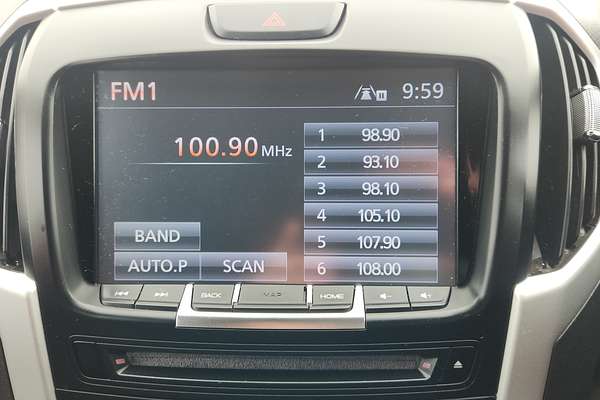 FM1 9:59
100.90 MHz
1 98.90
2 93.10
3 98.10
4 105.10
5 107.90
6 108.00
BAND
AUTO.P SCAN
BACK MAP HOME